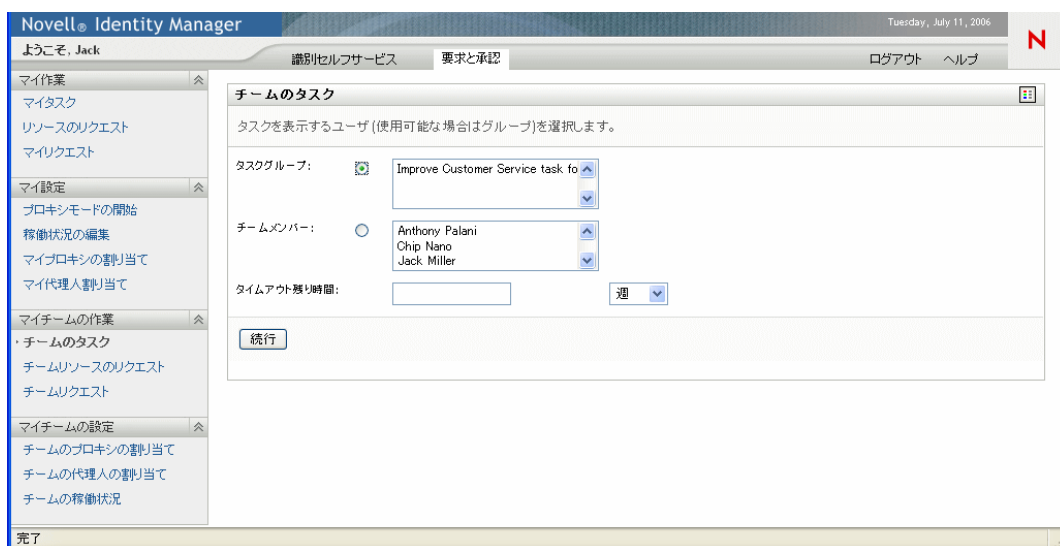 Novell® Identity Manager
Tuesday, July 11, 2006
N
ようこそ, Jack
識別セルフサービス 要求と承認 ログアウト ヘルプ
マイ作業
マイタスク
リソースのリクエスト
マイリクエスト
マイ設定
プロキシモードの開始
稼働状況の編集
マイプロキシの割り当て
マイ代理人割り当て
マイチームの作業
・チームのタスク
チームリソースのリクエスト
チームリクエスト
マイチームの設定
チームのプロキシの割り当て
チームの代理人の割り当て
チームの稼働状況
チームのタスク
タスクを表示するユーザ(使用可能な場合はグループ)を選択します。
タスクグループ:
Improve Customer Service task fo
チームメンバー:
Anthony Palani
Chip Nano
Jack Miller
タイムアウト残り時間:
週
続行
完了